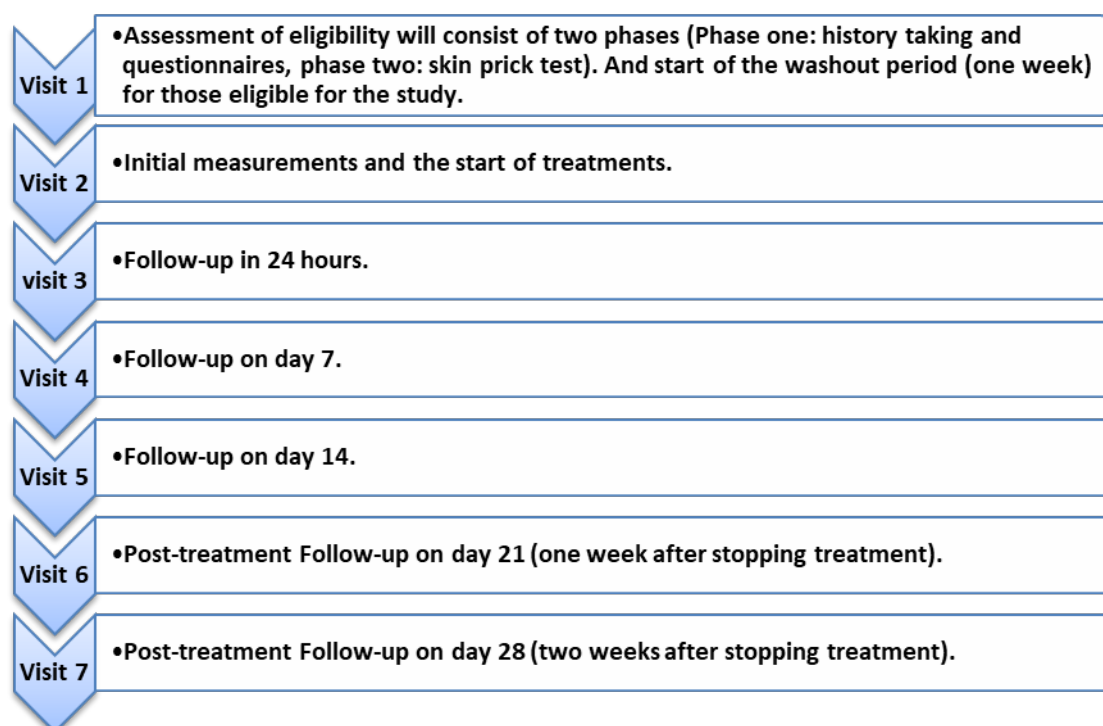 Visit 1
•Assessment of eligibility will consist of two phases (Phase one: history taking and
questionnaires, phase two: skin prick test). And start of the washout period (one week)
for those eligible for the study.
Visit 2
•Initial measurements and the start of treatments.
visit 3
•Follow-up in 24 hours.
Visit 4
•Follow-up on day 7.
Visit 5
•Follow-up on day 14.
Visit 6
•Post-treatment Follow-up on day 21 (one week after stopping treatment).
Visit 7
•Post-treatment Follow-up on day 28 (two weeks after stopping treatment).